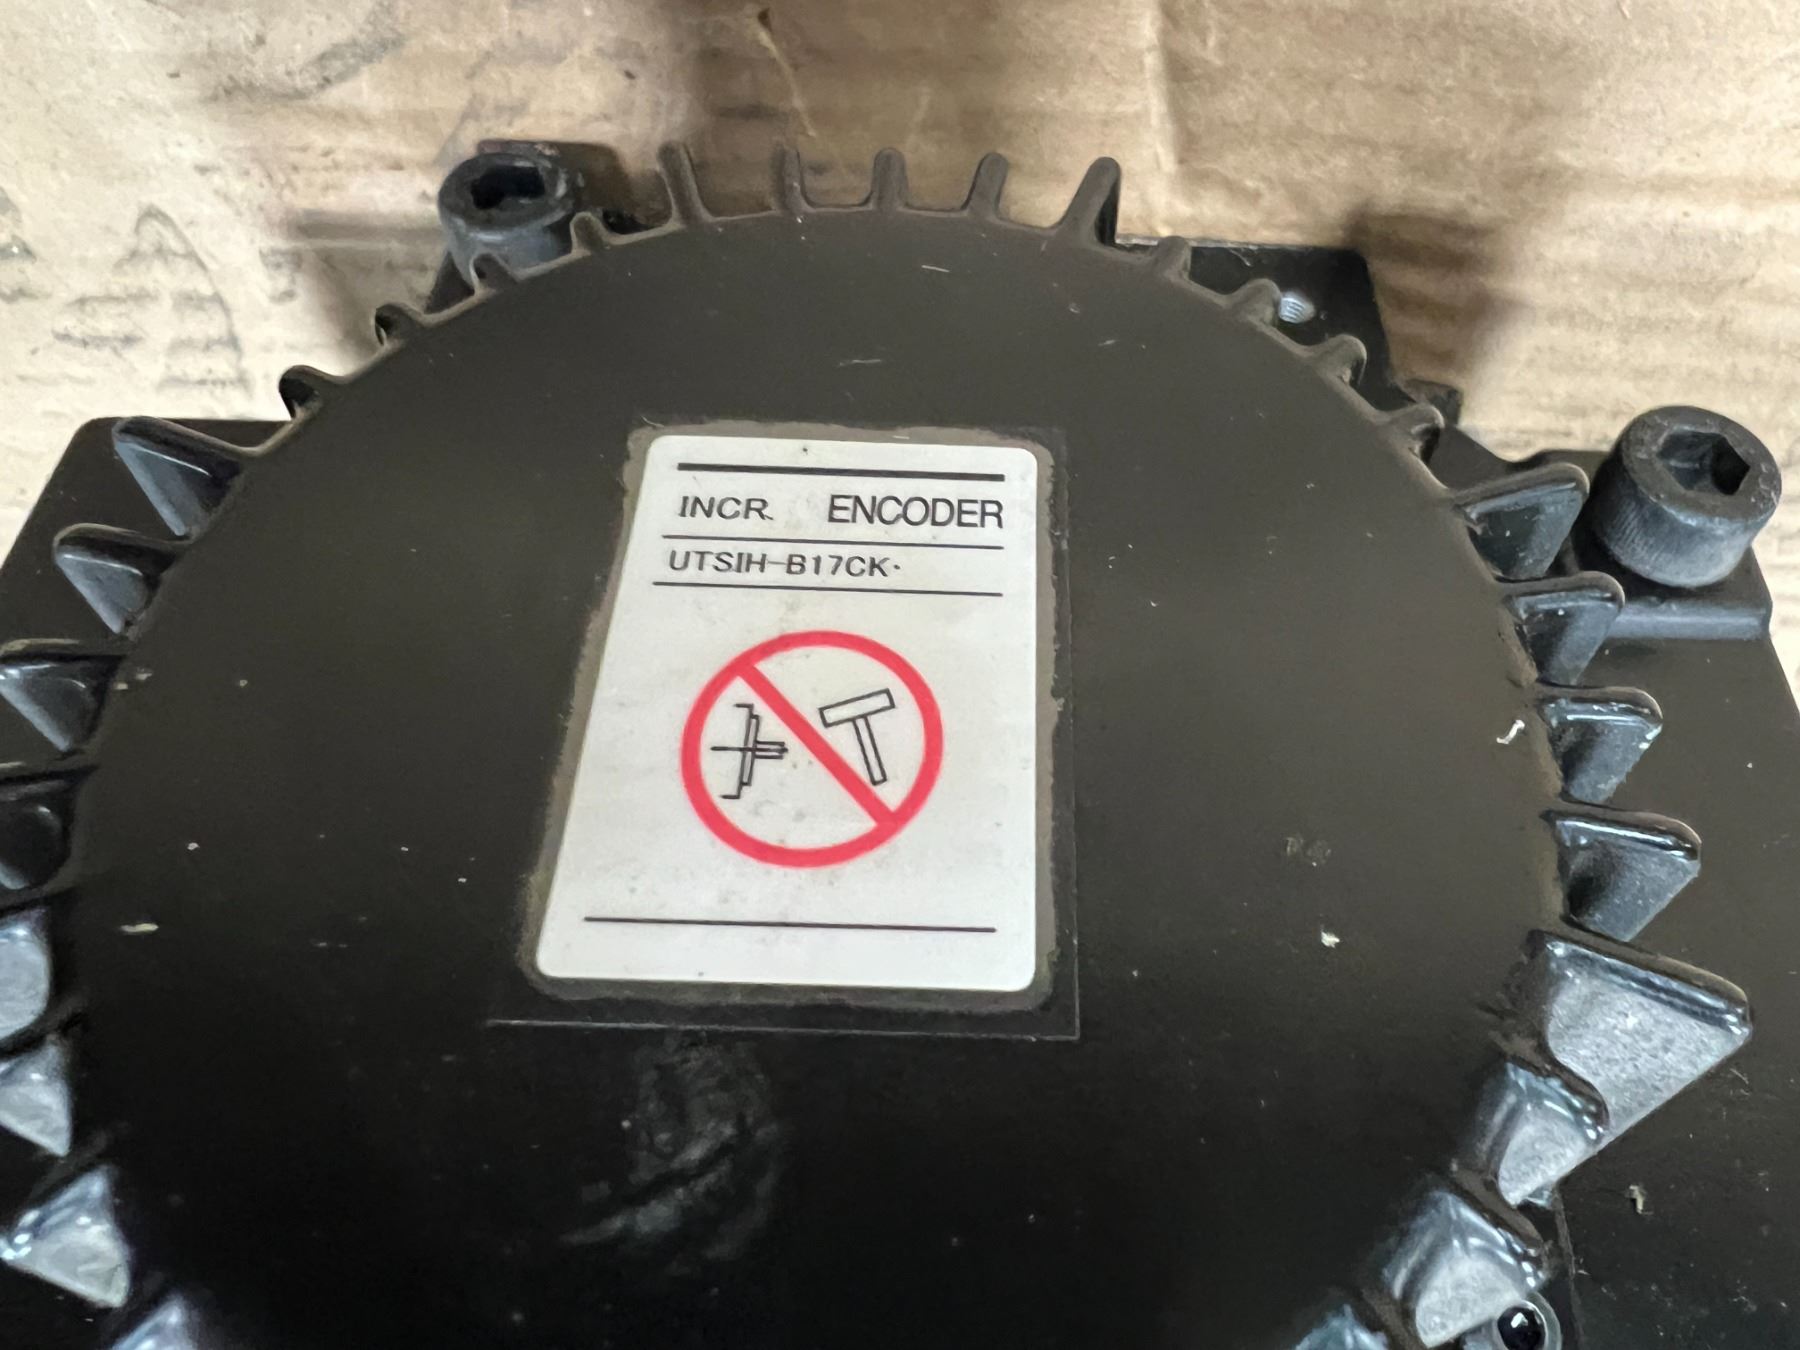 INCR. ENCODER
UTSIH-B17CK·